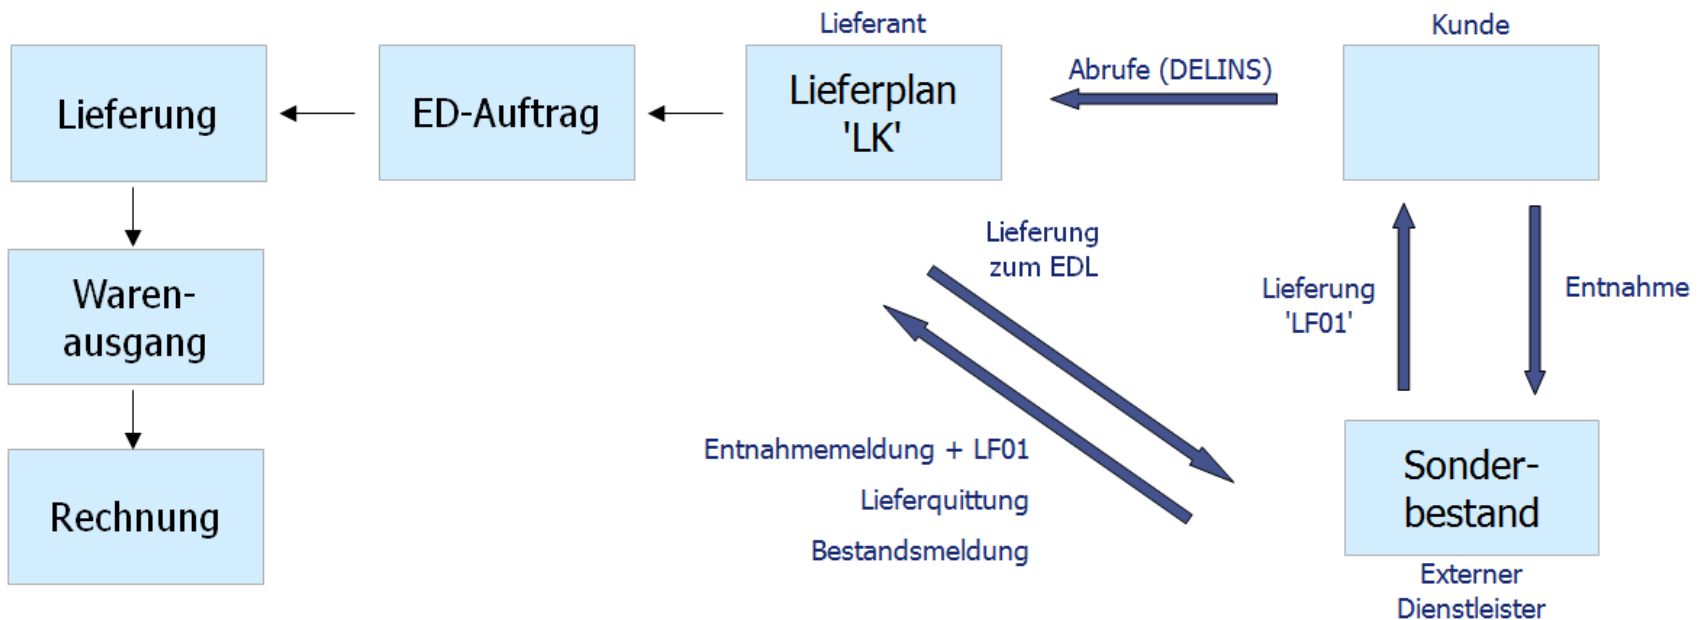 Lieferant
Kunde
Lieferung
ED-Auftrag
Lieferplan
'LK'
Abrufe (DELINS)
Waren-
ausgang
Rechnung
Lieferung
zum EDL
Lieferung
'LF01'
Entnahme
Entnahmemeldung + LF01
Lieferquittung
Bestandsmeldung
Sonder-
bestand
Externer
Dienstleister